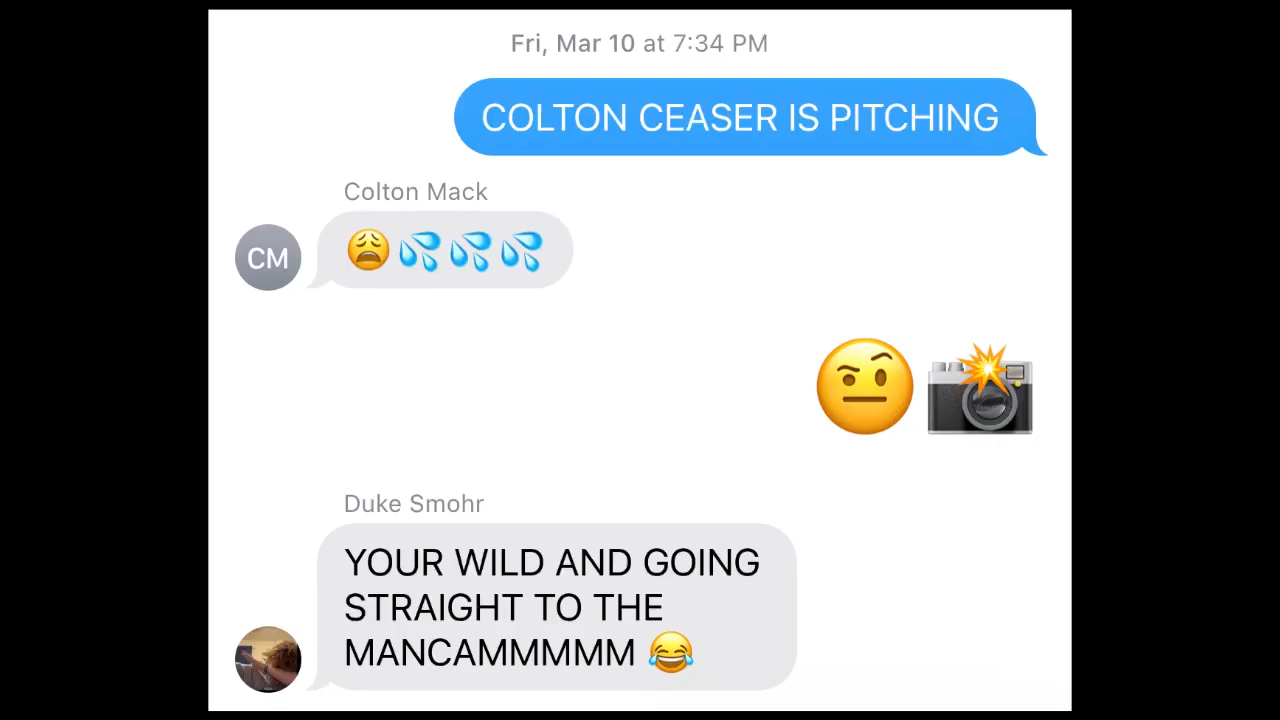 Fri, Mar 10 at 7:34 PM
COLTON CEASER IS PITCHING
Colton Mack
CM
😩💦💦💦
🤨📸
Duke Smohr
YOUR WILD AND GOING
STRAIGHT TO THE
MANCAMMMMM 😂